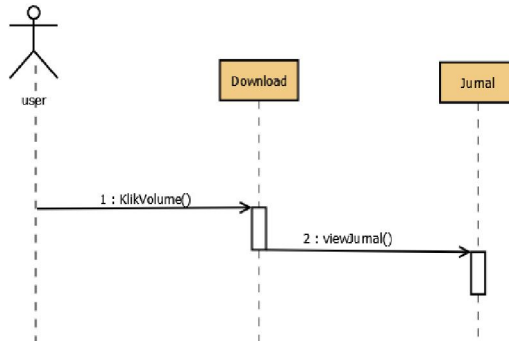 user
Download
Jurnal
1 : KlikVolume()
2 : viewJurnal()